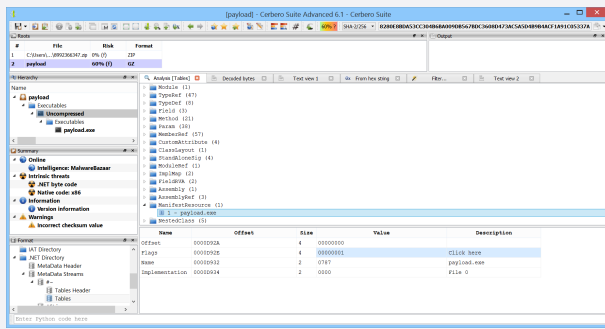 [payload] - Cerbero Suite Advanced 6.1 - Cerbero Suite
60% ?
SHA-2/256
Roots
Output
File Risk Format
1 0% (f) ZIP
2 payload 60% (f) GZ
Hierarchy
Name
payload
Executables
Uncompressed
Executables
payload.exe
Summary
Online
Intelligence: MalwareBazaar
Intrinsic threats
.NET byte code
Native code: x86
Information
Version information
Warnings
Incorrect checksum value
Format
IAT Directory
.NET Directory
MetaData Header
MetaData Streams
#~
Tables Header
Tables
Analysis [Tables]
Decoded bytes
Text view 1
From hex string
Filter...
Text view 2
Module (1)
TypeRef (47)
TypeDef (8)
Field (3)
Method (21)
Param (38)
MemberRef (57)
CustomAttribute (4)
ClassLayout (1)
StandAloneSig (4)
ModuleRef (1)
ImplMap (2)
FieldRVA (2)
Assembly (1)
AssemblyRef (3)
ManifestResource (1)
1 - payload.exe
NestedClass (5)
Name Offset Size Value Description
Offset 0000D92A 4 00000000
Flags 0000D92E 4 00000001 Click here
Name 0000D932 2 0787 payload.exe
Implementation 0000D934 2 0000 File 0
Enter Python code here